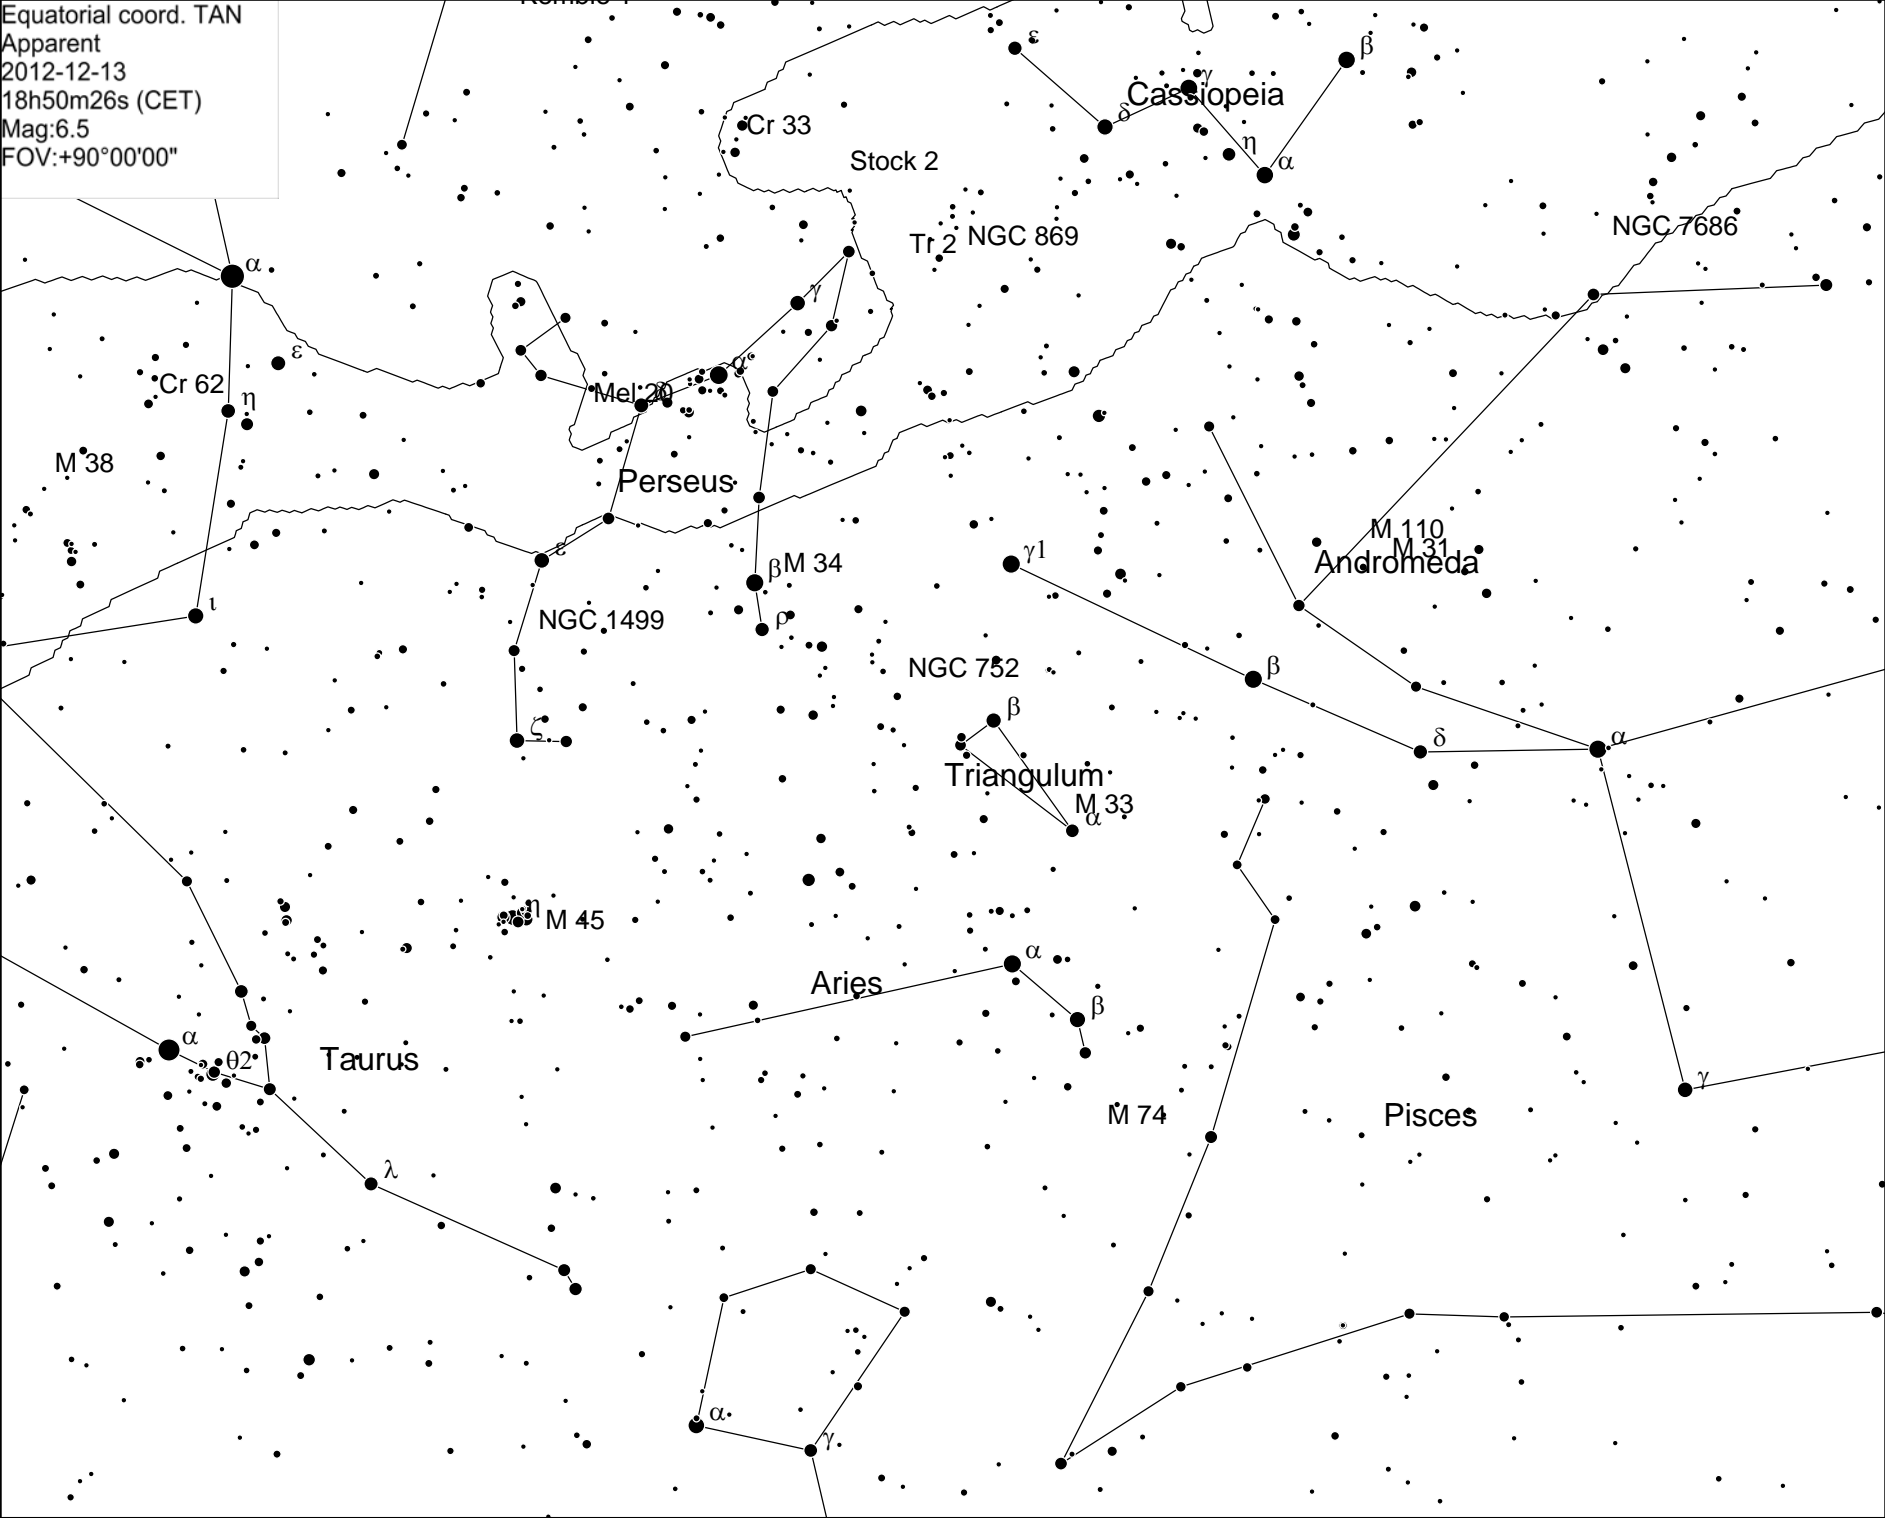 Equatorial coord. TAN
Apparent
2012-12-13
18h50m26s (CET)
Mag:6.5
FOV:+90°00'00"
ε
β
γ
Cassiopeia
δ
Cr 33
η
Stock 2
α
Tr 2
NGC 869
NGC 7686
α
γ
ε
α
Cr 62
Mel 20
δ
η
M 38
Perseus
M 110
M 31
Andromeda
γ1
ε
β
M 34
ι
NGC 1499
ρ
NGC 752
β
β
ζ
δ
α
Triangulum
M 33
α
η
M 45
α
Aries
β
α
θ2
Taurus
γ
M 74
Pisces
λ
α
γ